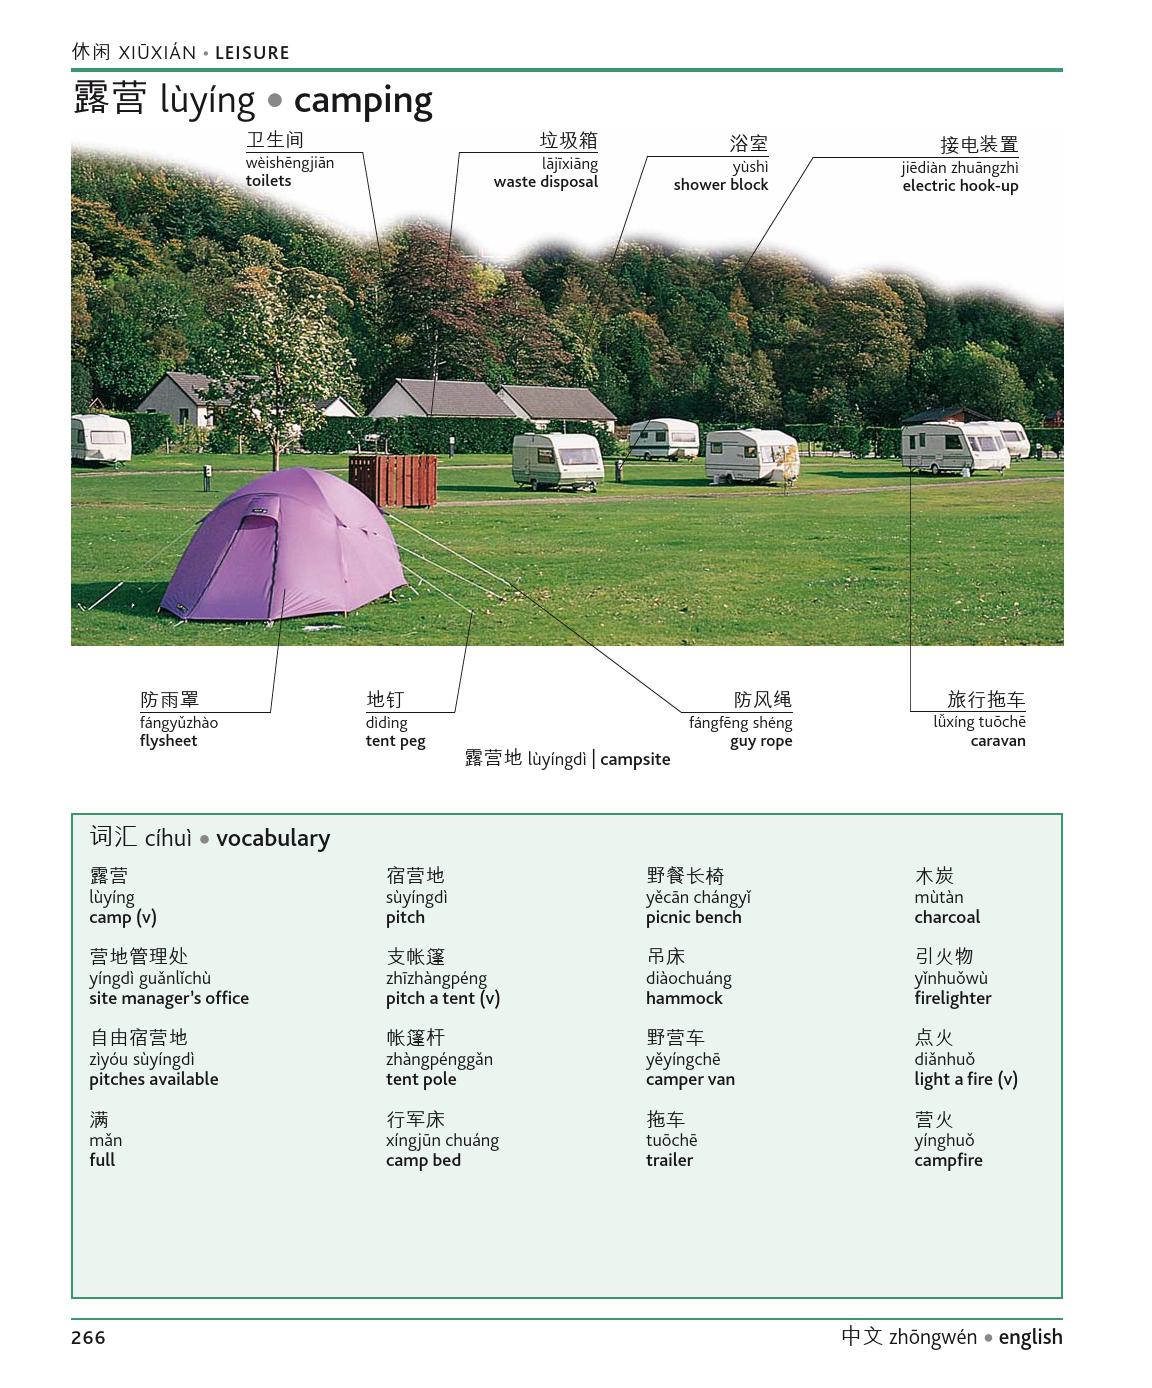 休闲 XIŪXIÁN • LEISURE
露营 lùyíng • camping
卫生间
wèishēngjiān
toilets
垃圾箱
lājīxiāng
waste disposal
浴室
yùshì
shower block
接电装置
jiēdiàn zhuāngzhì
electric hook-up
防雨罩
fángyǔzhào
flysheet
地钉
dìdìng
tent peg
防风绳
fángfēng shéng
guy rope
旅行拖车
lǚxíng tuōchē
caravan
露营地 lùyíngdì | campsite
词汇 cíhuì • vocabulary
露营
lùyíng
camp (v)
营地管理处
yíngdì guǎnlǐchù
site manager's office
自由宿营地
zìyóu sùyíngdì
pitches available
满
mǎn
full
宿营地
sùyíngdì
pitch
支帐篷
zhīzhàngpéng
pitch a tent (v)
帐篷杆
zhàngpénggǎn
tent pole
行军床
xíngjūn chuáng
camp bed
野餐长椅
yěcān chángyǐ
picnic bench
吊床
diàochuáng
hammock
野营车
yěyíngchē
camper van
拖车
tuōchē
trailer
木炭
mùtàn
charcoal
引火物
yǐnhuǒwù
firelighter
点火
diǎnhuǒ
light a fire (v)
营火
yínghuǒ
campfire
266
中文 zhōngwén • english